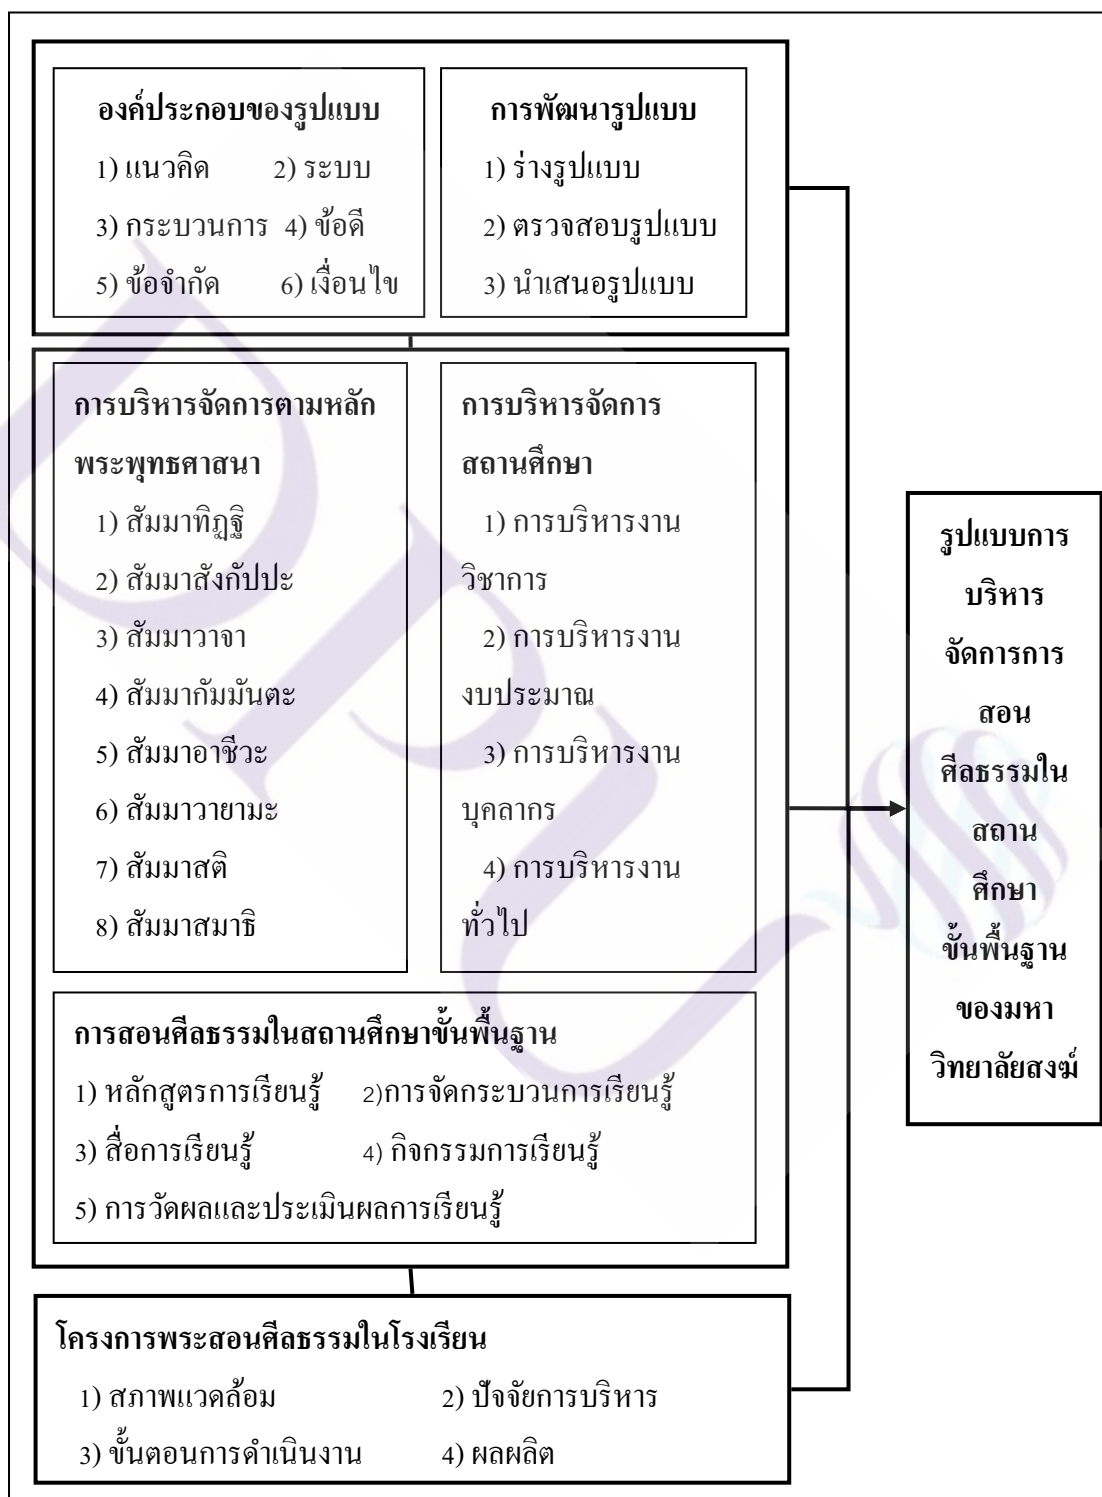 องค์ประกอบของรูปแบบ
1) แนวคิด 2) ระบบ
3) กระบวนการ 4) ข้อดี
5) ข้อจำกัด 6) เงื่อนไข
การพัฒนารูปแบบ
1) ร่างรูปแบบ
2) ตรวจสอบรูปแบบ
3) นำเสนอรูปแบบ
การบริหารจัดการตามหลัก
พระพุทธศาสนา
1) สัมมาทิฏฐิ
2) สัมมาสังกัปปะ
3) สัมมาวาจา
4) สัมมากัมมันตะ
5) สัมมาอาชีวะ
6) สัมมาวายามะ
7) สัมมาสติ
8) สัมมาสมาธิ
การบริหารจัดการ
สถานศึกษา
1) การบริหารงาน
วิชาการ
2) การบริหารงาน
งบประมาณ
3) การบริหารงาน
บุคลากร
4) การบริหารงาน
ทั่วไป
การสอนศีลธรรมในสถานศึกษาขั้นพื้นฐาน
1) หลักสูตรการเรียนรู้ 2)การจัดกระบวนการเรียนรู้
3) สื่อการเรียนรู้ 4) กิจกรรมการเรียนรู้
5) การวัดผลและประเมินผลการเรียนรู้
โครงการพระสอนศีลธรรมในโรงเรียน
1) สภาพแวดล้อม 2) ปัจจัยการบริหาร
3) ขั้นตอนการดำเนินงาน 4) ผลผลิต
รูปแบบการ
บริหาร
จัดการการ
สอน
ศีลธรรมใน
สถาน
ศึกษา
ขั้นพื้นฐาน
ของมหา
วิทยาลัยสงฆ์
DPU